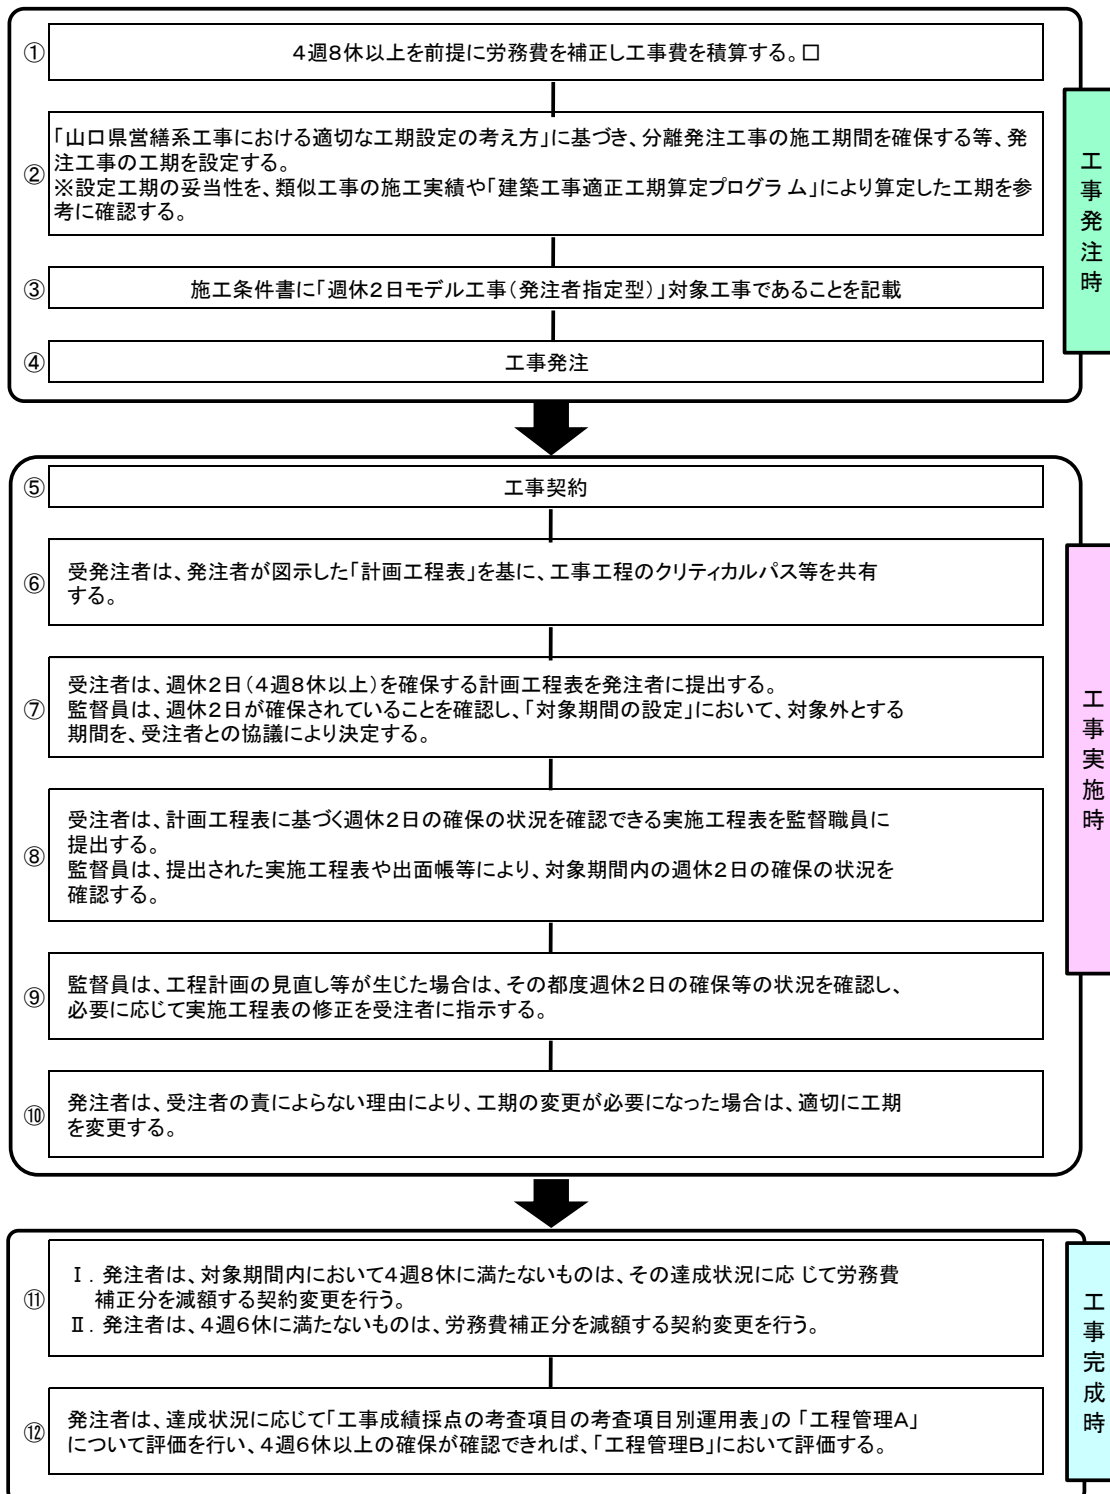 ①
４週８休以上を前提に労務費を補正し工事費を積算する。□
②
「山口県営繕系工事における適切な工期設定の考え方」に基づき、分離発注工事の施工期間を確保する等、発
注工事の工期を設定する。
※設定工期の妥当性を、類似工事の施工実績や「建築工事適正工期算定プログラ ム」により算定した工期を参
考に確認する。
③
施工条件書に「週休２日モデル工事（発注者指定型）」対象工事であることを記載
④
工事発注
工事発注時
⑤
工事契約
⑥
受発注者は、発注者が図示した「計画工程表」を基に、工事工程のクリティカルパス等を共有
する。
⑦
受注者は、週休２日（４週８休以上）を確保する計画工程表を発注者に提出する。
監督員は、週休２日が確保されていることを確認し、「対象期間の設定」において、対象外とする
期間を、受注者との協議により決定する。
⑧
受注者は、計画工程表に基づく週休２日の確保の状況を確認できる実施工程表を監督職員に
提出する。
監督員は、提出された実施工程表や出面帳等により、対象期間内の週休２日の確保の状況を
確認する。
⑨
監督員は、工程計画の見直し等が生じた場合は、その都度週休２日の確保等の状況を確認し、
必要に応じて実施工程表の修正を受注者に指示する。
⑩
発注者は、受注者の責によらない理由により、工期の変更が必要になった場合は、適切に工期
を変更する。
工事実施時
⑪
Ⅰ．発注者は、対象期間内において４週８休に満たないものは、その達成状況に応 じて労務費
補正分を減額する契約変更を行う。
Ⅱ．発注者は、４週６休に満たないものは、労務費補正分を減額する契約変更を行う。
⑫
発注者は、達成状況に応じて「工事成績採点の考査項目の考査項目別運用表」の 「工程管理Ａ」
について評価を行い、４週６休以上の確保が確認できれば、「工程管理Ｂ」において評価する。
工事完成時